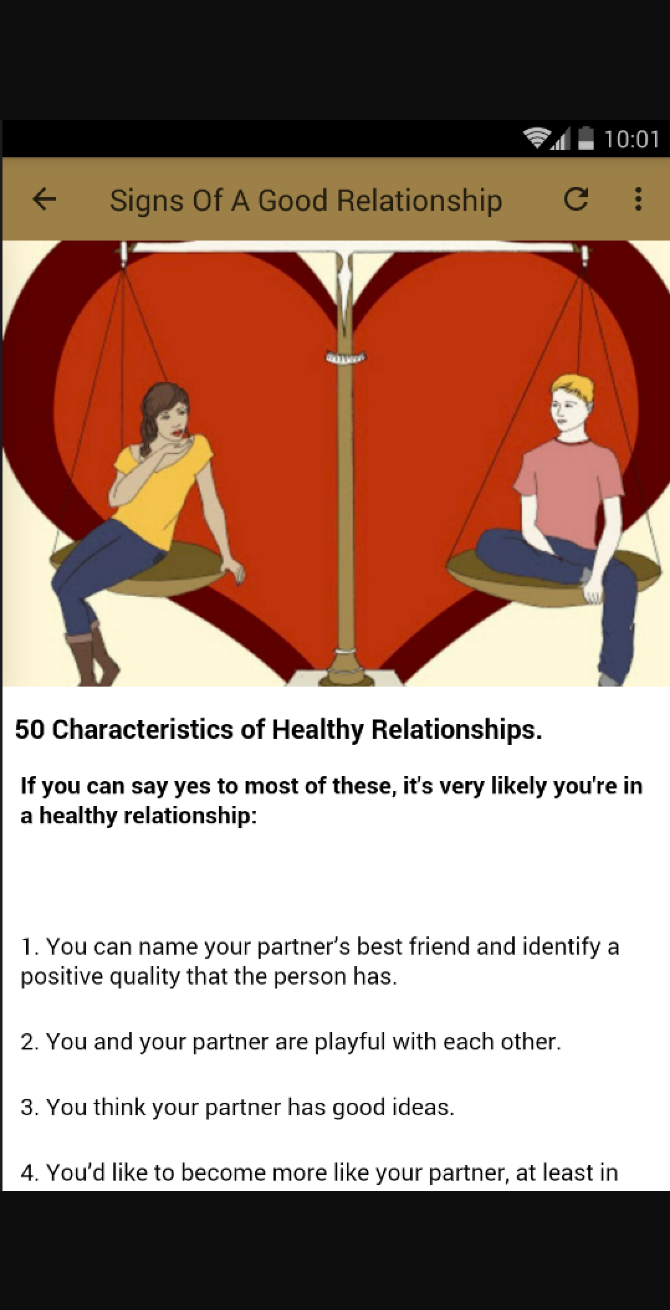 10:01
Signs Of A Good Relationship
50 Characteristics of Healthy Relationships.
If you can say yes to most of these, it's very likely you're in
a healthy relationship:
1. You can name your partner’s best friend and identify a
positive quality that the person has.
2. You and your partner are playful with each other.
3. You think your partner has good ideas.
4. You’d like to become more like your partner, at least in